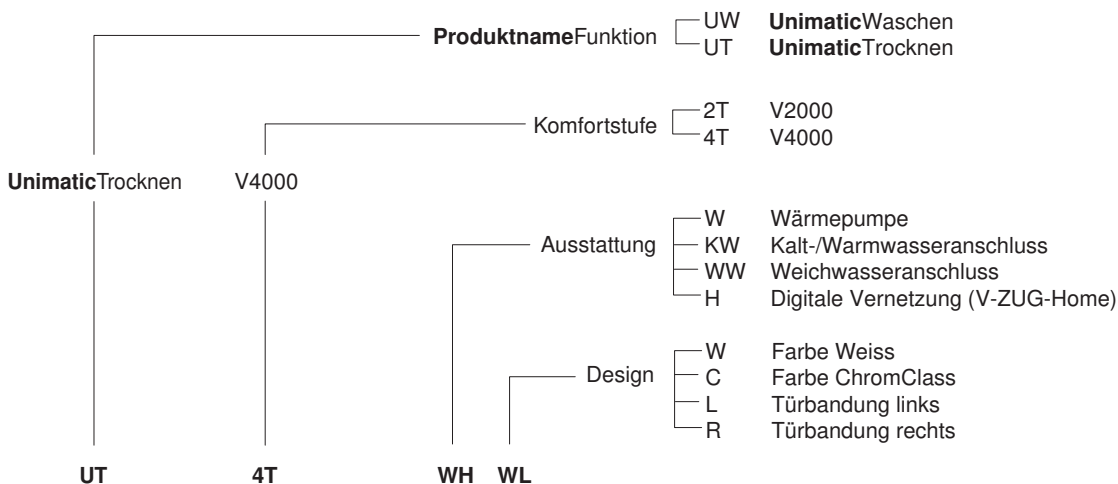 ProduktnameFunktion
UW UnimaticWaschen
UT UnimaticTrocknen
Komfortstufe
2T V2000
4T V4000
UnimaticTrocknen V4000
Ausstattung
W Wärmepumpe
KW Kalt-/Warmwasseranschluss
WW Weichwasseranschluss
H Digitale Vernetzung (V-ZUG-Home)
Design
W Farbe Weiss
C Farbe ChromClass
L Türbandung links
R Türbandung rechts
UT 4T WH WL